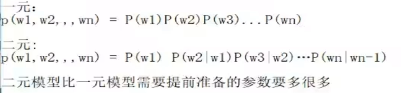 一元：
p(w1,w2,,,wn) = P(w1)P(w2)P(w3)...P(wn)
二元：
p(w1,w2,,,wn) = P(w1) P(w2|w1)P(w3|w2)…P(wn|wn-1)
二元模型比一元模型需要提前准备的参数要多很多